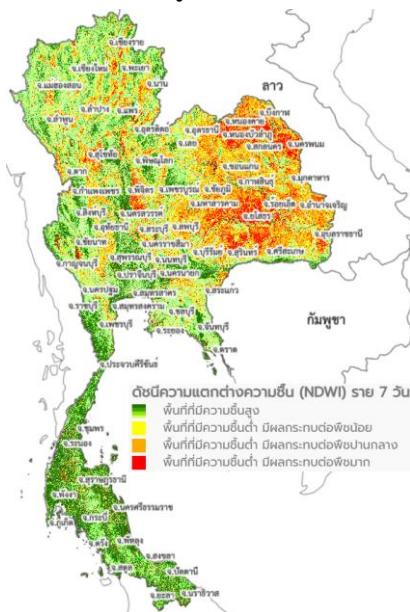 จ.เชียงราย
จ.เชียงใหม่
จ.พะเยา
จ.แม่ฮ่องสอน
จ.น่าน
จ.ลำปาง
จ.แพร่
จ.ลำพูน
จ.อุตรดิตถ์
ลาว
จ.บึงกาฬ
จ.หนองคาย
จ.อุดรธานี
จ.เลย
จ.หนองบัวลำภู
จ.สกลนคร
จ.นครพนม
จ.สุโขทัย
จ.พิษณุโลก
จ.ตาก
จ.ขอนแก่น
จ.มุกดาหาร
จ.กาฬสินธุ์
จ.กำแพงเพชร
จ.พิจิตร
จ.เพชรบูรณ์
จ.ชัยภูมิ
จ.มหาสารคาม
จ.ร้อยเอ็ด
จ.อำนาจเจริญ
จ.ยโสธร
จ.สิงห์บุรี
จ.นครสวรรค์
จ.อุทัยธานี
จ.สระบุรี
จ.ลพบุรี
จ.อุบลราชธานี
จ.ชัยนาท
จ.นครราชสีมา
จ.บุรีรัมย์
จ.สุรินทร์
จ.ศรีสะเกษ
จ.สุพรรณบุรี
จ.นนทบุรี
จ.กาญจนบุรี
จ.ปราจีนบุรี
จ.นครนายก
จ.นครปฐม
จ.สมุทรสาคร
จ.สระแก้ว
จ.ราชบุรี
จ.สมุทรสงคราม
จ.ชลบุรี
จ.เพชรบุรี
จ.ระยอง
จ.จันทบุรี
จ.ตราด
กัมพูชา
จ.ประจวบคีรีขันธ์
ดัชนีความแตกต่างความชื้น (NDWI) ราย 7 วัน
พื้นที่ที่มีความชื้นสูง
พื้นที่ที่มีความชื้นต่ำ มีผลกระทบต่อพืชน้อย
พื้นที่ที่มีความชื้นต่ำ มีผลกระทบต่อพืชปานกลาง
พื้นที่ที่มีความชื้นต่ำ มีผลกระทบต่อพืชมาก
จ.ชุมพร
จ.ระนอง
จ.สุราษฎรธานี
จ.พังงา
จ.นครศรีธรรมราช
จ.ภูเก็ต
จ.กระบี่
จ.ตรัง
จ.พัทลุง
จ.สงขลา
จ.สตูล
จ.ปัตตานี
จ.ยะลา
จ.นราธิวาส